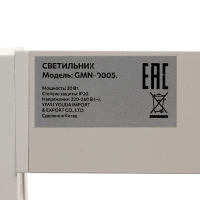 СВЕТИЛЬНИК
Модель: GMN-0005.
Мощность: 20 Вт.
Степень защиты: IP20.
Напряжение: 220-240 В (~).
YIWU YOUDA IMPORT
& EXPORT CO., LTD.
Сделано в Китае
EAC